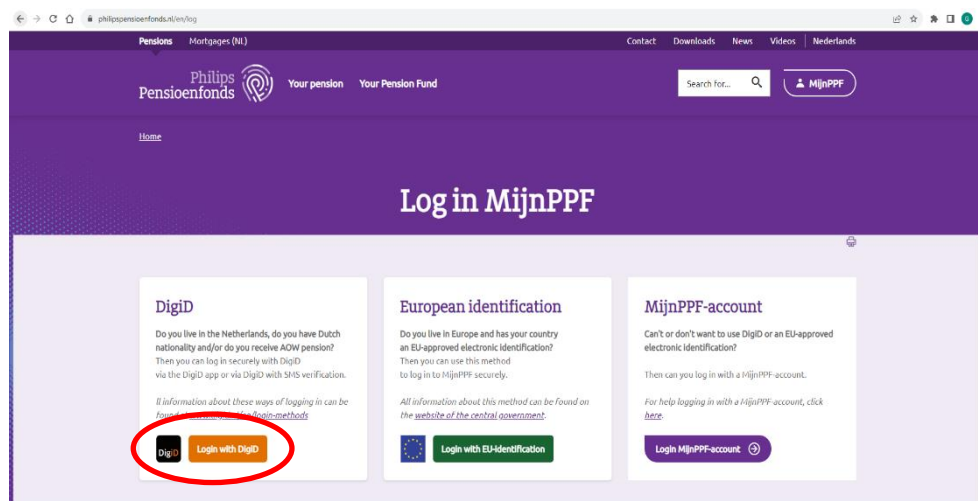 philipspensioenfonds.nl/en/log
Pensions Mortgages (NL) Contact Downloads News Videos Nederlands
Philips
Pensioenfonds
Your pension Your Pension Fund
Search for...
MijnPPF
Home
Log in MijnPPF
DigiD
Do you live in the Netherlands, do you have Dutch
nationality and/or do you receive AOW pension?
Then you can log in securely with DigiD
via the DigiD app or via DigiD with SMS verification.
ll information about these ways of logging in can be
login-methods
DigiD
Login with DigiD
European identification
Do you live in Europe and has your country
an EU-approved electronic identification?
Then you can use this method
to log in to MijnPPF securely.
All information about this method can be found on
the website of the central government.
Login with EU-identification
MijnPPF-account
Can't or don't want to use DigiD or an EU-approved
electronic identification?
Then can you log in with a MijnPPF-account.
For help logging in with a MijnPPF-account, click
here.
Login MijnPPF-account